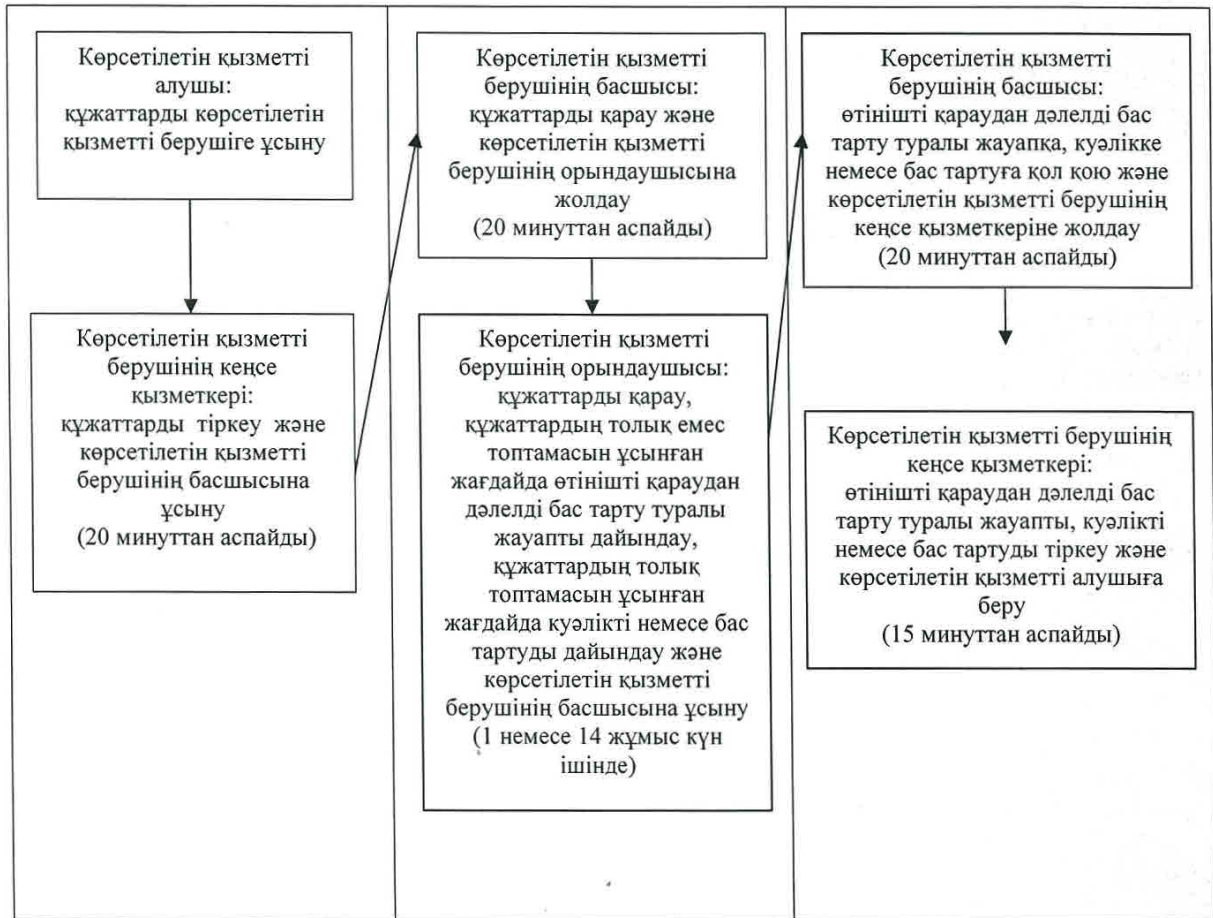 Көрсетілетін қызметті
алушы:
құжаттарды көрсетілетін
қызметті берушіге ұсыну
Көрсетілетін қызметті
берушінің кеңсе
қызметкері:
құжаттарды тіркеу және
көрсетілетін қызметті
берушінің басшысына
ұсыну
(20 минуттан аспайды)
Көрсетілетін қызметті
берушінің басшысы:
құжаттарды қарау және
көрсетілетін қызметті
берушінің орындаушысына
жолдау
(20 минуттан аспайды)
Көрсетілетін қызметті
берушінің орындаушысы:
құжаттарды қарау,
құжаттардың толық емес
топтамасын ұсынған
жағдайда өтінішті қараудан
дәлелді бас тарту туралы
жауапты дайындау,
құжаттардың толық
топтамасын ұсынған
жағдайда куәлікті немесе бас
тартуды дайындау және
көрсетілетін қызметті
берушінің басшысына ұсыну
(1 немесе 14 жұмыс күн
ішінде)
Көрсетілетін қызметті
берушінің басшысы:
өтінішті қараудан дәлелді бас
тарту туралы жауапқа, куәлікке
немесе бас тартуға қол қою және
көрсетілетін қызметті берушінің
кеңсе қызметкеріне жолдау
(20 минуттан аспайды)
Көрсетілетін қызметті берушінің
кеңсе қызметкері:
өтінішті қараудан дәлелді бас
тарту туралы жауапты, куәлікті
немесе бас тартуды тіркеу және
көрсетілетін қызметті алушыға
беру
(15 минуттан аспайды)